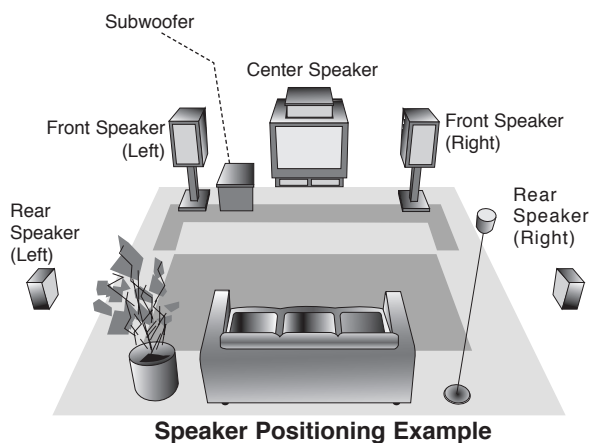 Subwoofer
Center Speaker
Front Speaker
(Left)
Front Speaker
(Right)
Rear
Speaker
(Left)
Rear
Speaker
(Right)
Speaker Positioning Example